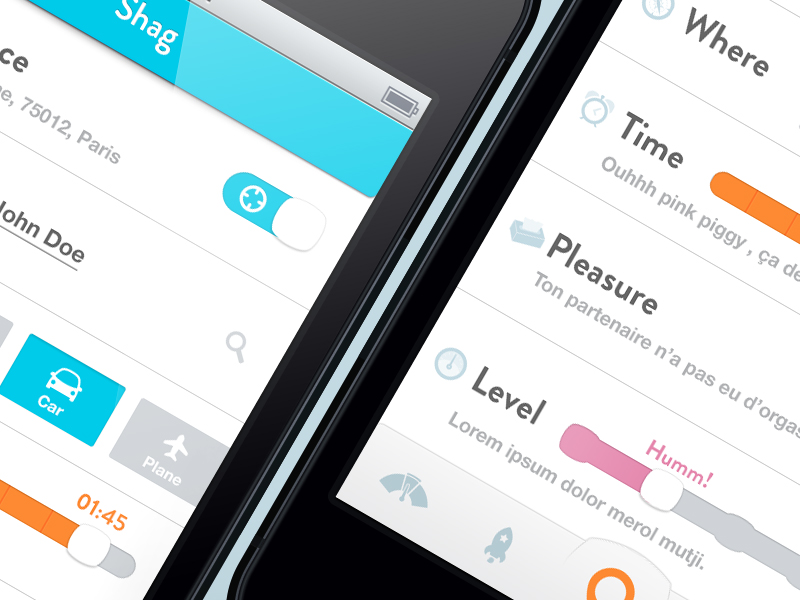 Shag
ce
e, 75012, Paris
John Doe
Car
Plane
01:45
Where
Time
Ouhhh pink piggy, ça de
Pleasure
Ton partenaire n'a pas eu d'orgas
Level
Humm!
Lorem ipsum dolor merol mutji.